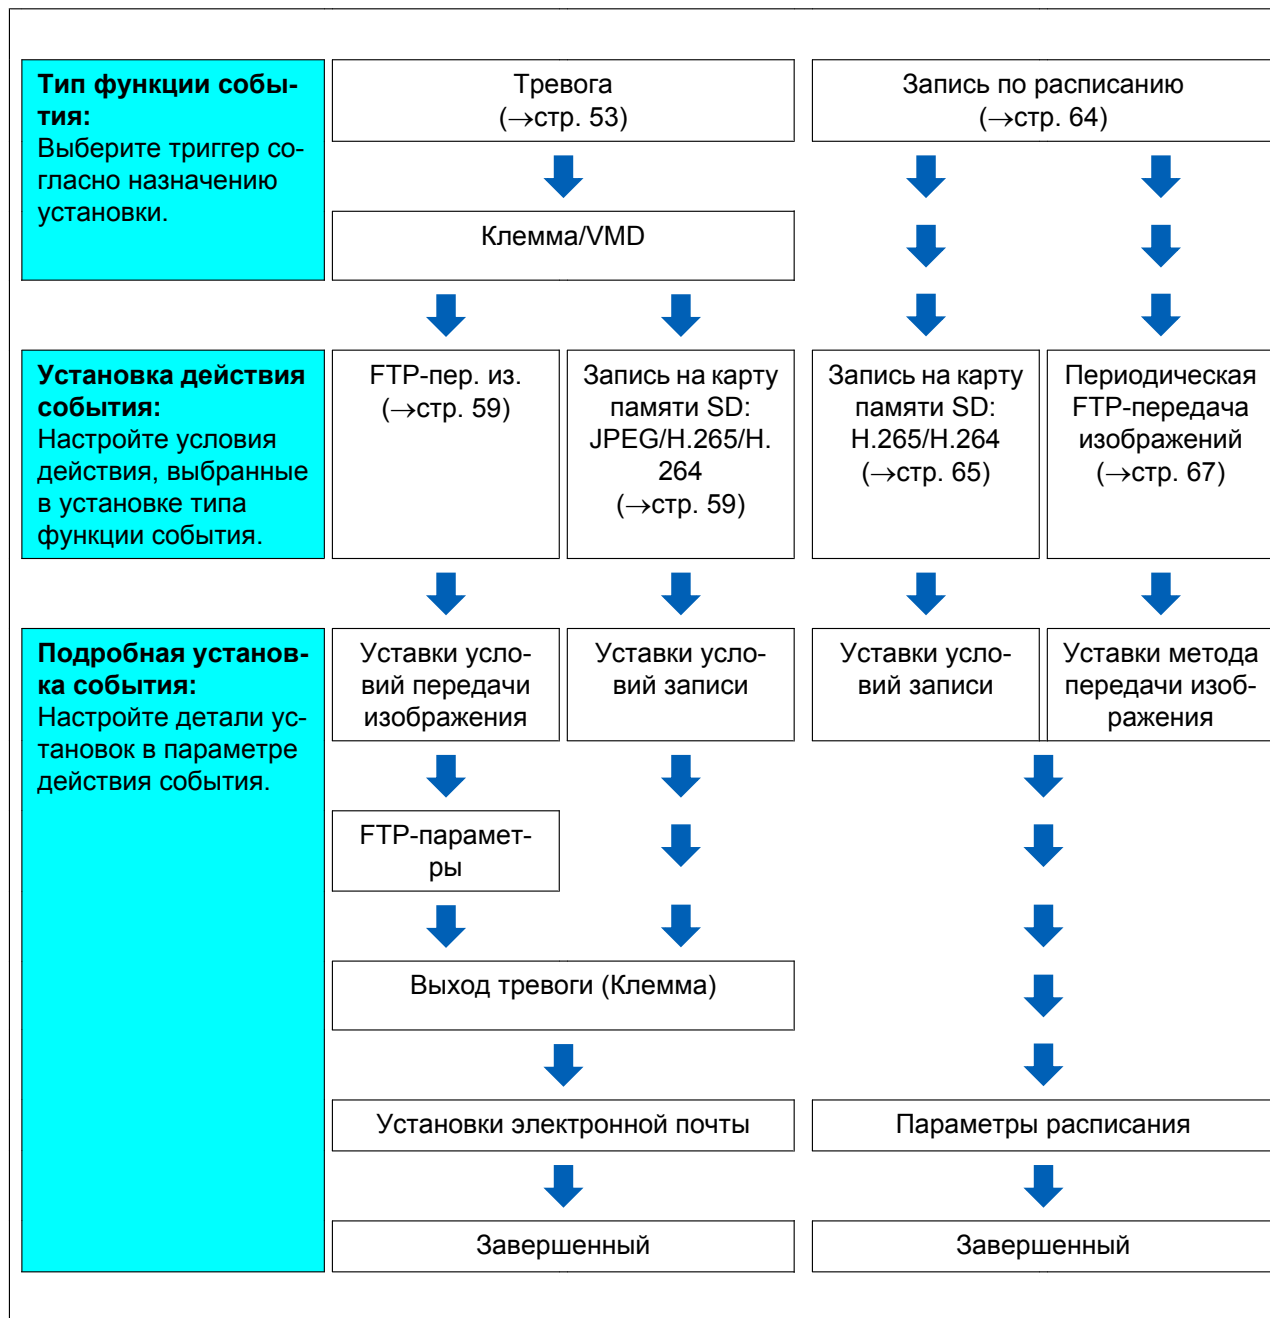 Тип функции собы-
тия:
Выберите триггер со-
гласно назначению
установки.
Тревога
(→стр. 53)
Запись по расписанию
(→стр. 64)
Клемма/VMD
Установка действия
события:
Настройте условия
действия, выбранные
в установке типа
функции события.
FTP-пер. из.
(→стр. 59)
Запись на карту
памяти SD:
JPEG/H.265/H.
264
(→стр. 59)
Запись на карту
памяти SD:
H.265/H.264
(→стр. 65)
Периодическая
FTP-передача
изображений
(→стр. 67)
Подробная установ-
ка события:
Настройте детали ус-
тановок в параметре
действия события.
Уставки усло-
вий передачи
изображения
Уставки усло-
вий записи
Уставки усло-
вий записи
Уставки метода
передачи изоб-
ражения
FTP-парамет-
ры
Выход тревоги (Клемма)
Установки электронной почты
Параметры расписания
Завершенный
Завершенный